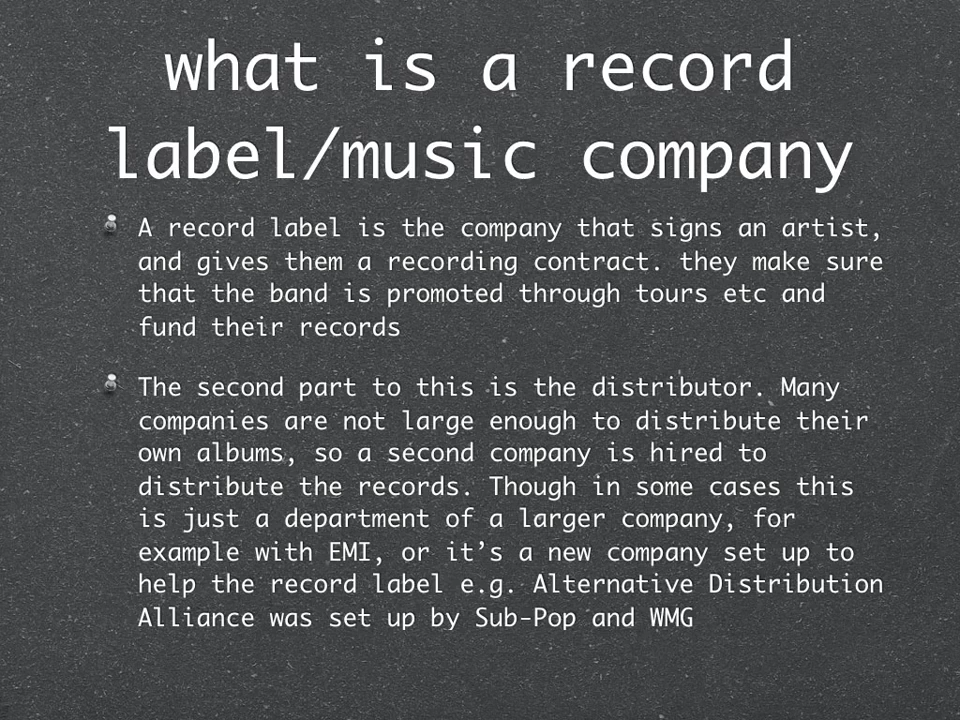 what is a record
label/music company
A record label is the company that signs an artist,
and gives them a recording contract. they make sure
that the band is promoted through tours etc and
fund their records
The second part to this is the distributor. Many
companies are not large enough to distribute their
own albums, so a second company is hired to
distribute the records. Though in some cases this
is just a department of a larger company, for
example with EMI, or it’s a new company set up to
help the record label e.g. Alternative Distribution
Alliance was set up by Sub-Pop and WMG